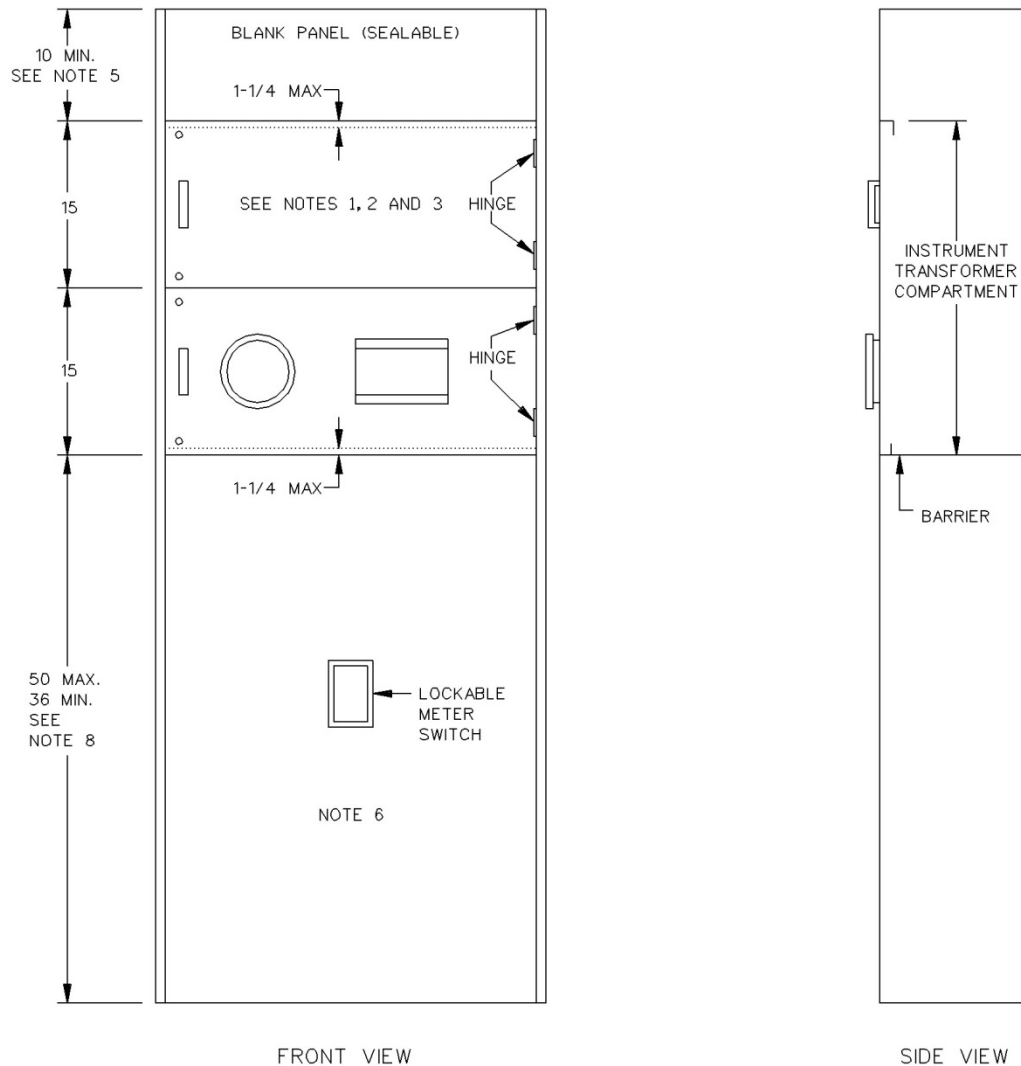 BLANK PANEL (SEALABLE)
10 MIN.
SEE NOTE 5
1-1/4 MAX
15
SEE NOTES 1, 2 AND 3
HINGE
INSTRUMENT
TRANSFORMER
COMPARTMENT
15
HINGE
1-1/4 MAX
BARRIER
50 MAX.
36 MIN.
SEE
NOTE 8
LOCKABLE
METER
SWITCH
NOTE 6
FRONT VIEW
SIDE VIEW